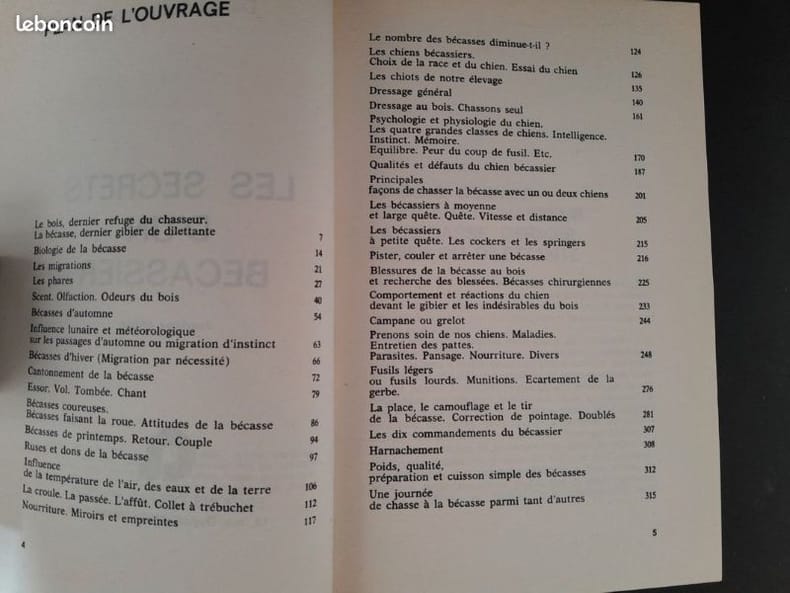 leboncoin
PLAN DE L'OUVRAGE
LES SECRETS
BÉCASSIE
Le bois, dernier refuge du chasseur.
La bécasse, dernier gibier de dilettante 7
Biologie de la bécasse 14
Les migrations 21
Les phares 27
Scent. Olfaction. Odeurs du bois 40
Bécasses d'automne 54
Influence lunaire et météorologique
sur les passages d'automne ou migration d'instinct 63
Bécasses d'hiver (Migration par nécessité) 66
Cantonnement de la bécasse 72
Essor. Vol. Tombée. Chant 79
Bécasses coureuses.
Bécasses faisant la roue. Attitudes de la bécasse 86
Bécasses de printemps. Retour. Couple 94
Ruses et dons de la bécasse 97
Influence
de la température de l'air, des eaux et de la terre 106
La croule. La passée. L'affût. Collet à trébuchet 112
Nourriture. Miroirs et empreintes 117
4
Le nombre des bécasses diminue-t-il ? 124
Les chiens bécassiers.
Choix de la race et du chien. Essai du chien 126
Les chiots de notre élevage 135
Dressage général 140
Dressage au bois. Chassons seul 161
Psychologie et physiologie du chien.
Les quatre grandes classes de chiens. Intelligence.
Instinct. Mémoire.
Equilibre. Peur du coup de fusil. Etc. 170
Qualités et défauts du chien bécassier 187
Principales
façons de chasser la bécasse avec un ou deux chiens 201
Les bécassiers à moyenne
et large quête. Quête. Vitesse et distance 205
Les bécassiers
à petite quête. Les cockers et les springers 215
Pister, couler et arrêter une bécasse 216
Blessures de la bécasse au bois
et recherche des blessées. Bécasses chirurgiennes 225
Comportement et réactions du chien
devant le gibier et les indésirables du bois 233
Campane ou grelot 244
Prenons soin de nos chiens. Maladies.
Entretien des pattes.
Parasites. Pansage. Nourriture. Divers 248
Fusils légers
ou fusils lourds. Munitions. Ecartement de la
gerbe. 276
La place, le camouflage et le tir
de la bécasse. Correction de pointage. Doublés 281
Les dix commandements du bécassier 307
Harnachement 308
Poids, qualité,
préparation et cuisson simple des bécasses 312
Une journée
de chasse à la bécasse parmi tant d'autres 315
5